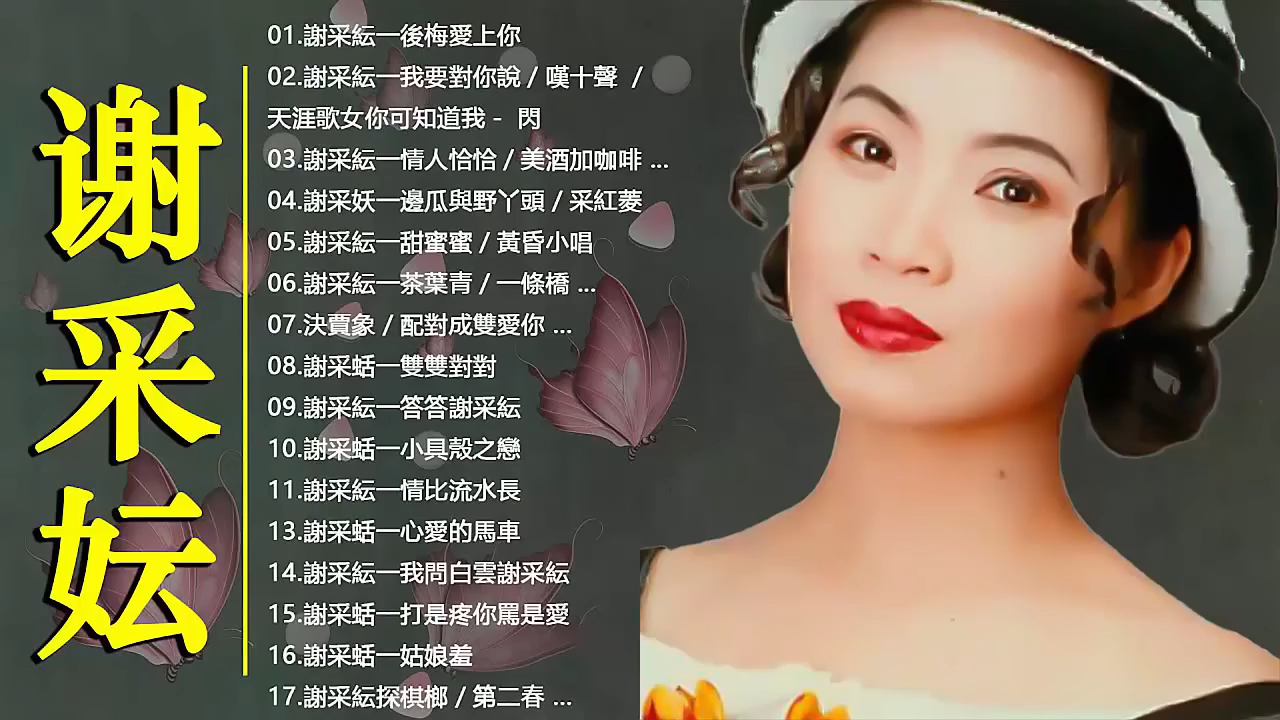 谢采妘
01.謝采紜一後梅愛上你
02.謝采紜一我要對你說 / 嘆十聲 /
天涯歌女你可知道我 - 閃
03.謝采紜一情人恰恰 / 美酒加咖啡 ...
04.謝采妖一邊瓜與野丫頭 / 采紅菱
05.謝采紜一甜蜜蜜 / 黃昏小唱
06.謝采紜一茶葉青 / 一條橋 ...
07.決賈象 / 配對成雙愛你 ...
08.謝采蛞一雙雙對對
09.謝采紜一答答謝采紜
10.謝采蛞一小具殼之戀
11.謝采紜一情比流水長
13.謝采蛞一心愛的馬車
14.謝采紜一我問白雲謝采紜
15.謝采蛞一打是疼你罵是愛
16.謝采蛞一姑娘羞
17.謝采紜探棋榔 / 第二春 ...